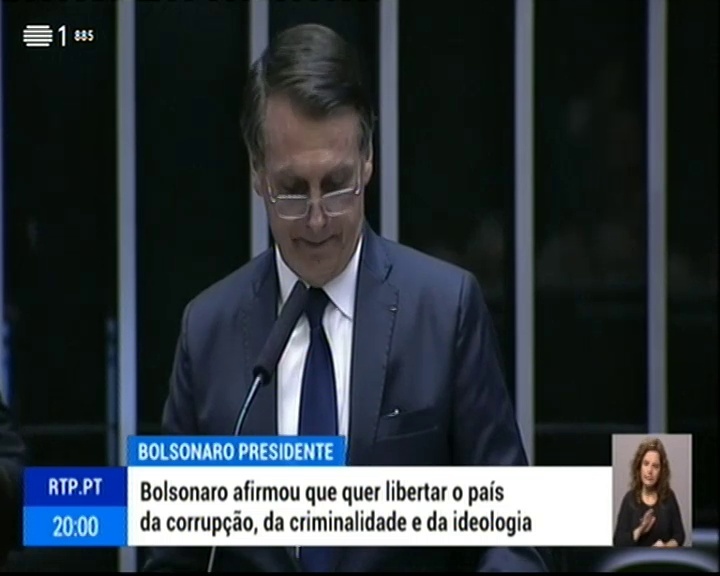 1 885
BOLSONARO PRESIDENTE
RTP.PT
20:00
Bolsonaro afirmou que quer libertar o país
da corrupção, da criminalidade e da ideologia